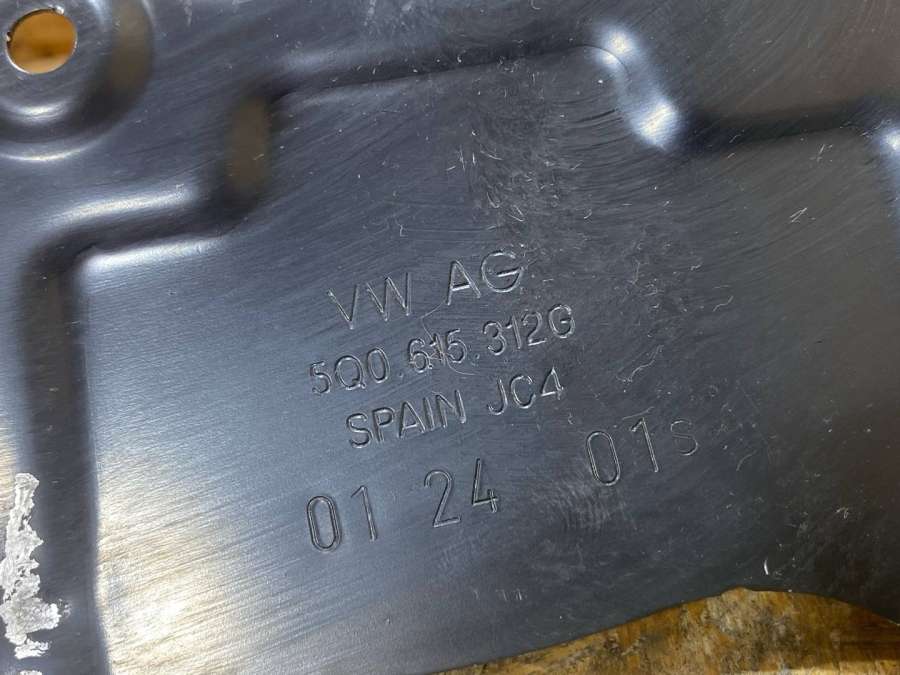 VW AG
5Q0.615.312G
SPAIN JC4
01 24 01s